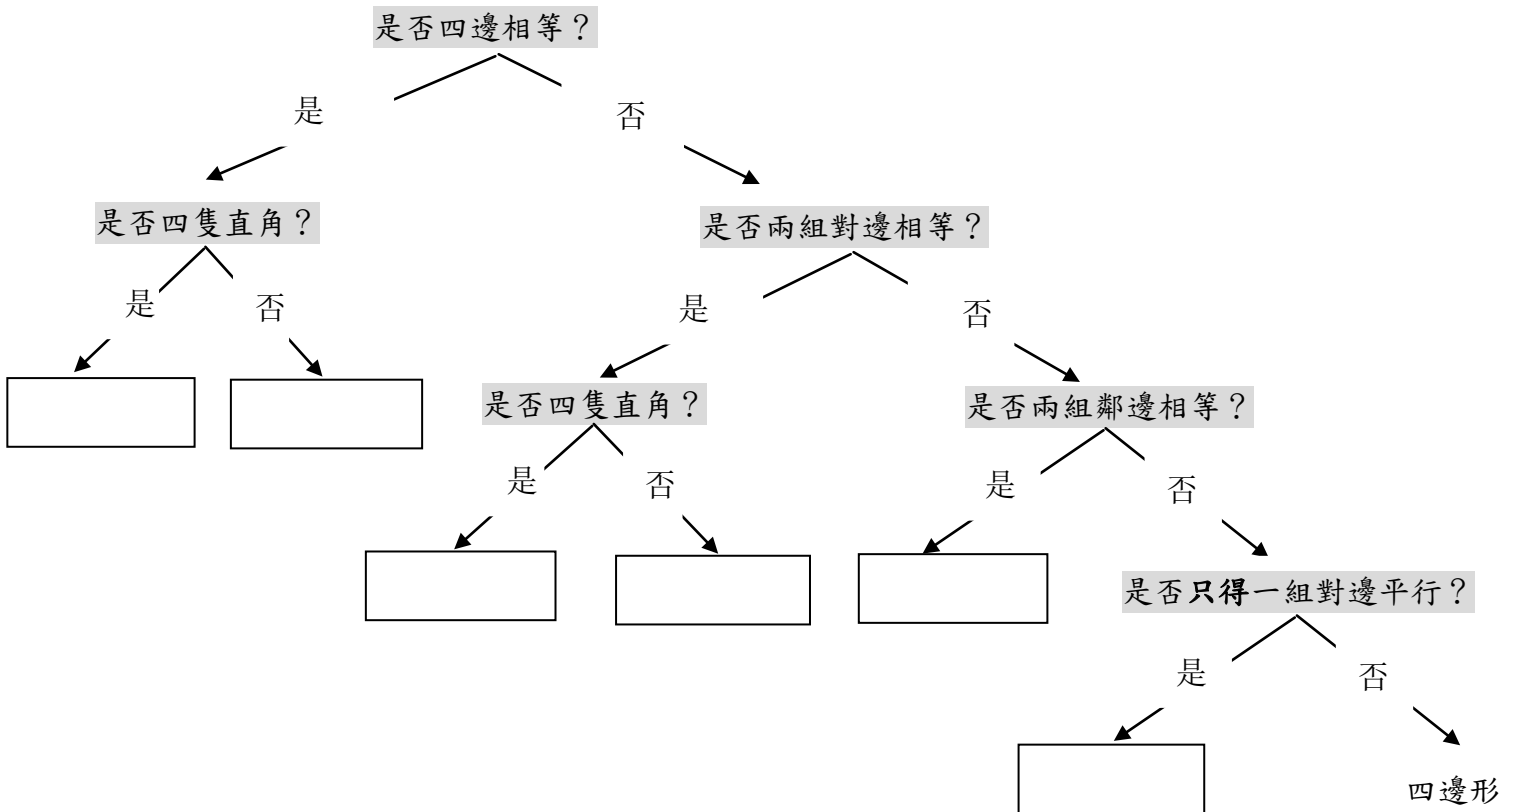 是否四邊相等？
是
否
是否四隻直角？
是否兩組對邊相等？
是
否
是
否
是否四隻直角？
是否兩組鄰邊相等？
是
否
是
否
是否只得一組對邊平行？
是
否
四邊形